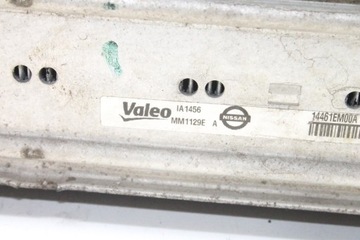 Valeo
IA1456
MM1129E A
NISSAN
14461EM00A